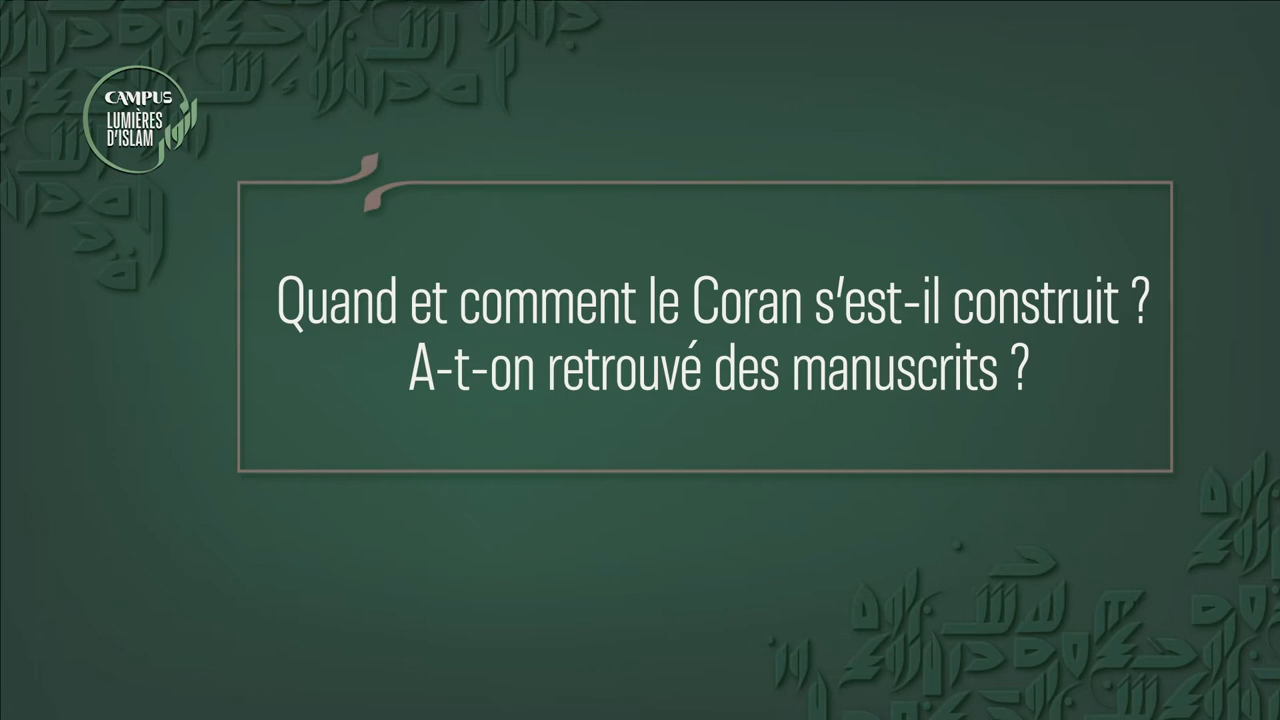 CAMPUS
LUMIÈRES
D'ISLAM
Quand et comment le Coran s'est-il construit ?
A-t-on retrouvé des manuscrits ?